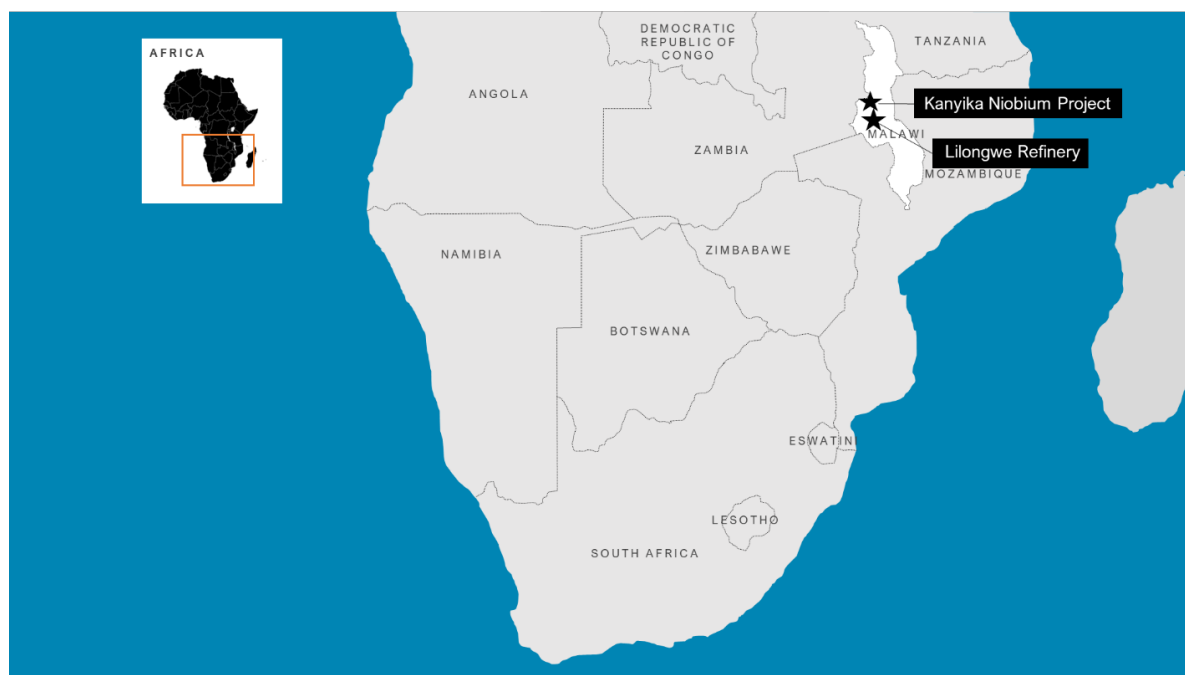 AFRICA
DEMOCRATIC
REPUBLIC OF
CONGO
TANZANIA
ANGOLA
Kanyika Niobium Project
MALAWI
ZAMBIA
Lilongwe Refinery
MOZAMBIQUE
NAMIBIA
ZIMBABAWE
BOTSWANA
ESWATINI
LESOTHO
SOUTH AFRICA